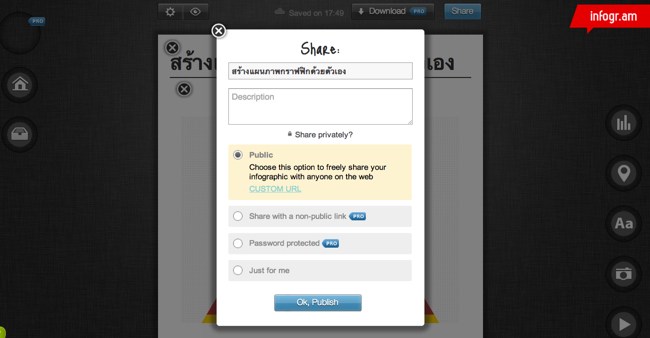 PRO
Saved on 17:49
Download PRO
Share
infogr.am
Share:
สร้างแผนภาพกราฟฟิกด้วยตัวเอง
Description
Share privately?
Public
Choose this option to freely share your
infographic with anyone on the web
CUSTOM URL
Share with a non-public link PRO
Password protected PRO
Just for me
Ok, Publish
สร้าง
เอง
Aa